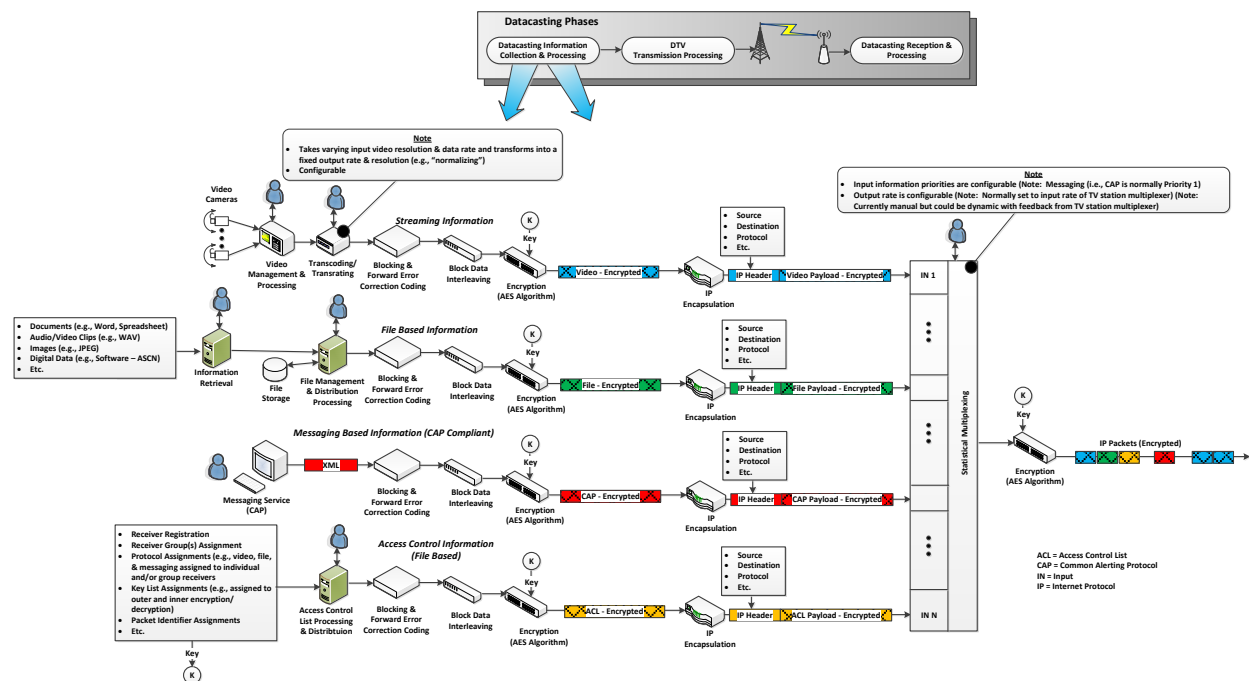 Datacasting Phases
Datacasting Information
Collection & Processing
DTV
Transmission Processing
Datacasting Reception &
Processing
Note
• Takes varying input video resolution & data rate and transforms into a
fixed output rate & resolution (e.g., “normalizing”)
• Configurable
Note
• Input information priorities are configurable (Note: Messaging (i.e., CAP is normally Priority 1)
• Output rate is configurable (Note: Normally set to input rate of TV station multiplexer) (Note:
Currently manual but could be dynamic with feedback from TV station multiplexer)
Video
Cameras
Streaming Information
Video
Management &
Processing
Transcoding/
Transrating
Blocking &
Forward Error
Correction Coding
Block Data
Interleaving
K
Key
Encryption
(AES Algorithm)
Video - Encrypted
IP
Encapsulation
• Source
• Destination
• Protocol
• Etc.
IP Header
Video Payload - Encrypted
IN 1
• Documents (e.g., Word, Spreadsheet)
• Audio/Video Clips (e.g., WAV)
• Images (e.g., JPEG)
• Digital Data (e.g., Software – ASCN)
• Etc.
Information
Retrieval
File
Storage
File Based Information
File Management
& Distribution
Processing
Blocking &
Forward Error
Correction Coding
Block Data
Interleaving
K
Key
Encryption
(AES Algorithm)
File - Encrypted
IP
Encapsulation
• Source
• Destination
• Protocol
• Etc.
IP Header
File Payload - Encrypted
Messaging Based Information (CAP Compliant)
Messaging Service
(CAP)
XML
Blocking &
Forward Error
Correction Coding
Block Data
Interleaving
K
Key
Encryption
(AES Algorithm)
CAP - Encrypted
IP
Encapsulation
• Source
• Destination
• Protocol
• Etc.
IP Header
CAP Payload - Encrypted
• Receiver Registration
• Receiver Group(s) Assignment
• Protocol Assignments (e.g., video, file,
& messaging assigned to individual
and/or group receivers
• Key List Assignments (e.g., assigned to
outer and inner encryption/
decryption)
• Packet Identifier Assignments
• Etc.
Key
K
Access Control Information
(File Based)
Access Control
List Processing
& Distribtuion
Blocking &
Forward Error
Correction Coding
Block Data
Interleaving
K
Key
Encryption
(AES Algorithm)
ACL - Encrypted
IP
Encapsulation
• Source
• Destination
• Protocol
• Etc.
IP Header
ACL Payload - Encrypted
IN N
Statistical Multiplexing
K
Key
Encryption
(AES Algorithm)
IP Packets (Encrypted)
ACL = Access Control List
CAP = Common Alerting Protocol
IN = Input
IP = Internet Protocol